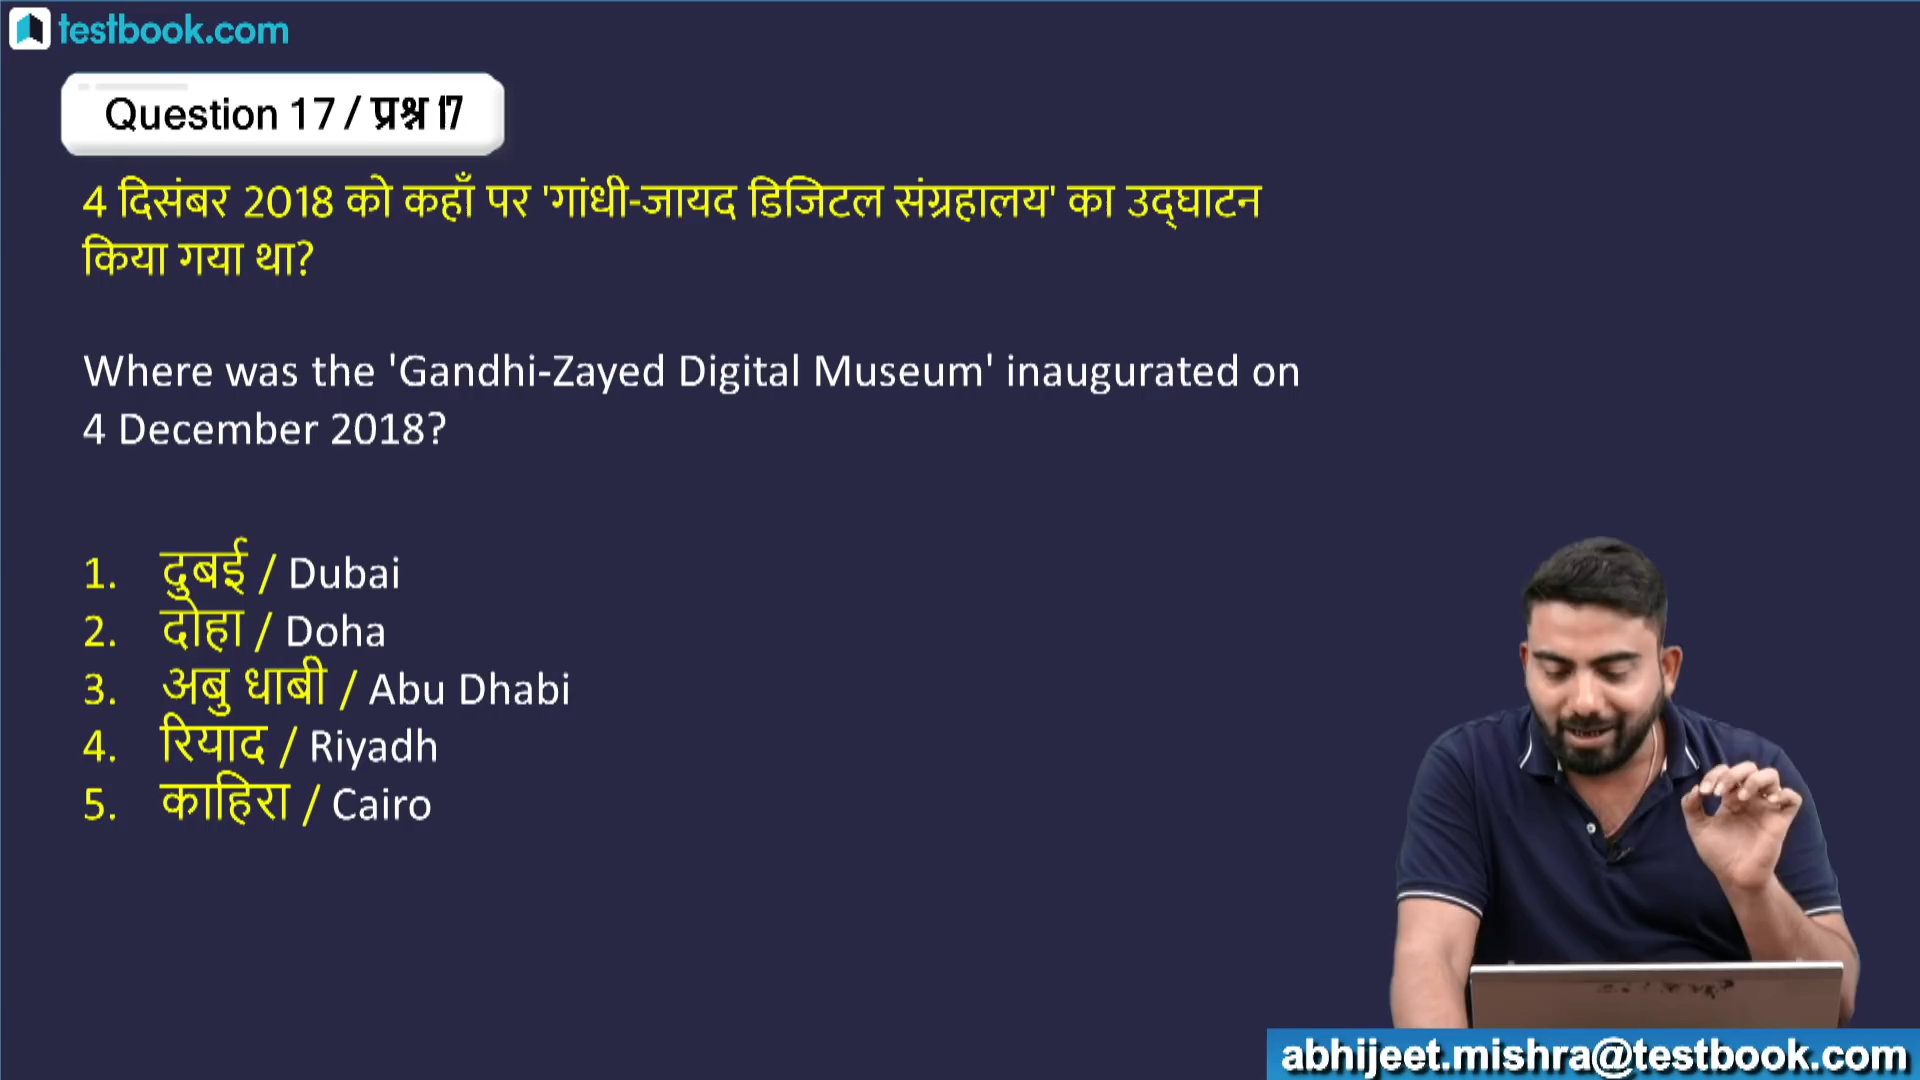 testbook.com
Question 17 / प्रश्न 17
4 दिसंबर 2018 को कहाँ पर 'गांधी-जायद डिजिटल संग्रहालय' का उद्घाटन
किया गया था?
Where was the 'Gandhi-Zayed Digital Museum' inaugurated on
4 December 2018?
1. दुबई / Dubai
2. दोहा / Doha
3. अबु धाबी / Abu Dhabi
4. रियाद / Riyadh
5. काहिरा / Cairo
abhijeet.mishra@testbook.com